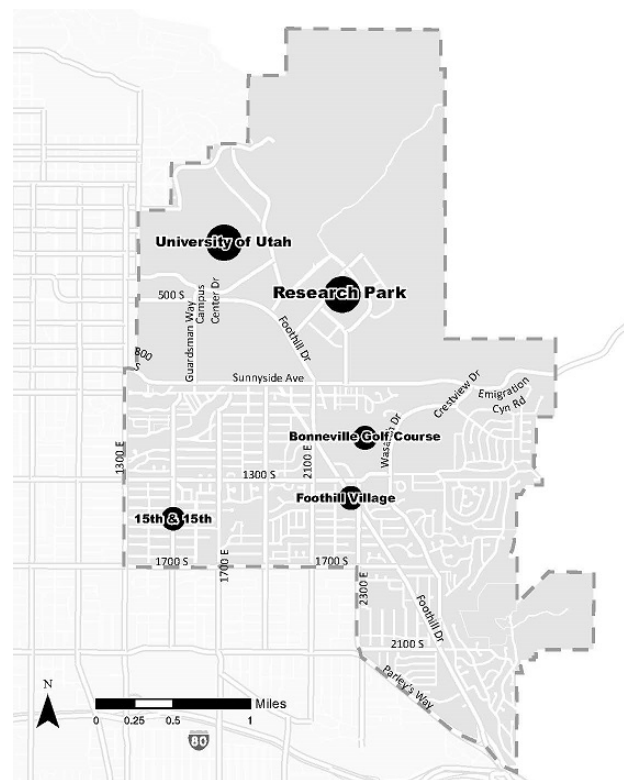 University of Utah
Research Park
500 S
Guardsman Way
Campus
Center Dr
Foothill Dr
800
S
Sunnyside Ave
Crestview Dr
Emigration
Cyn Rd
Wasatch Dr
Bonneville Golf Course
1300 E
2100 E
1300 S
Foothill Village
15th & 15th
1700 S
1700 E
1700 S
2300 E
Foothill Dr
2100 S
Parley's Way
N
Miles
0 0.25 0.5 1
80